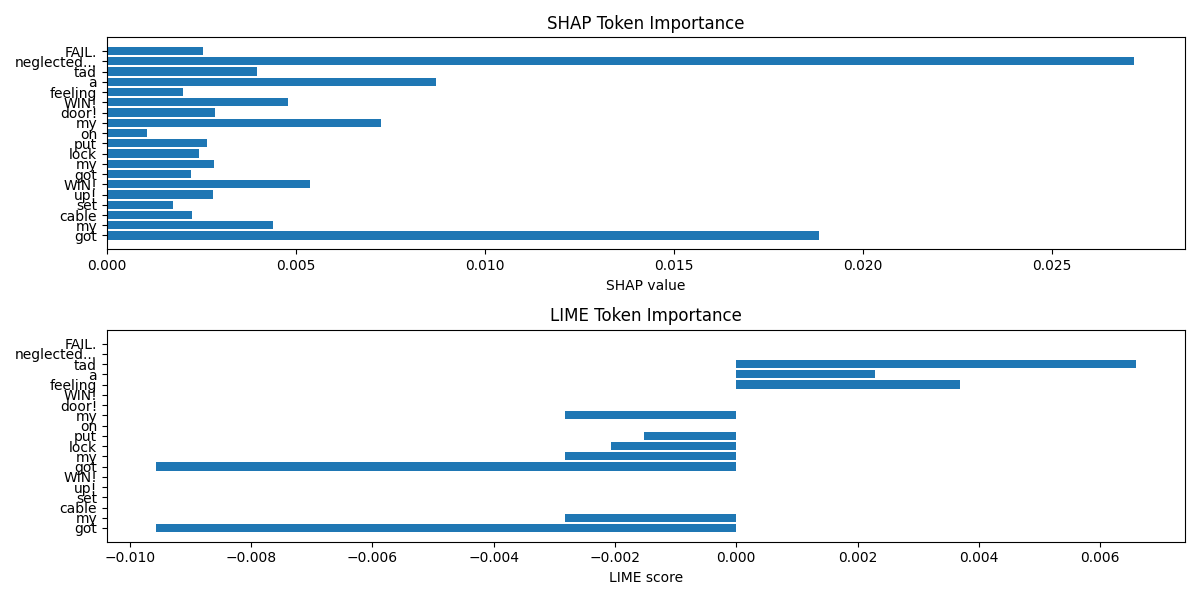 SHAP Token Importance
FAIL.
neglected...
tad
a
feeling
WIN!
door!
my
on
put
lock
my
got
WIN!
up!
set
cable
my
got
0.000 0.005 0.010 0.015 0.020 0.025
SHAP value
LIME Token Importance
FAIL.
neglected...
tad
a
feeling
WIN!
door!
my
on
put
lock
my
got
WIN!
up!
set
cable
my
got
−0.010 −0.008 −0.006 −0.004 −0.002 0.000 0.002 0.004 0.006
LIME score